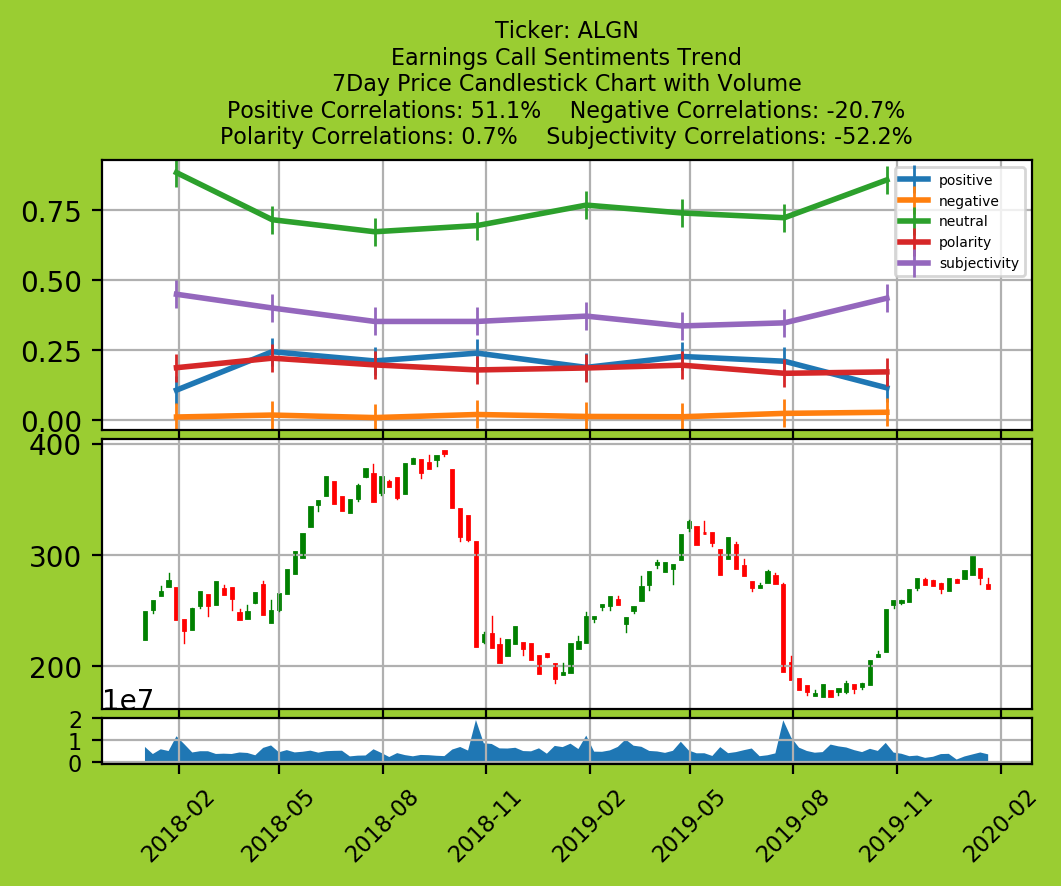 Ticker: ALGN
Earnings Call Sentiments Trend
7Day Price Candlestick Chart with Volume
Positive Correlations: 51.1%    Negative Correlations: -20.7%
Polarity Correlations: 0.7%    Subjectivity Correlations: -52.2%
0.75
0.50
0.25
0.00
positive
negative
neutral
polarity
subjectivity
400
300
200
1e7
2
1
0
2018-02
2018-05
2018-08
2018-11
2019-02
2019-05
2019-08
2019-11
2020-02